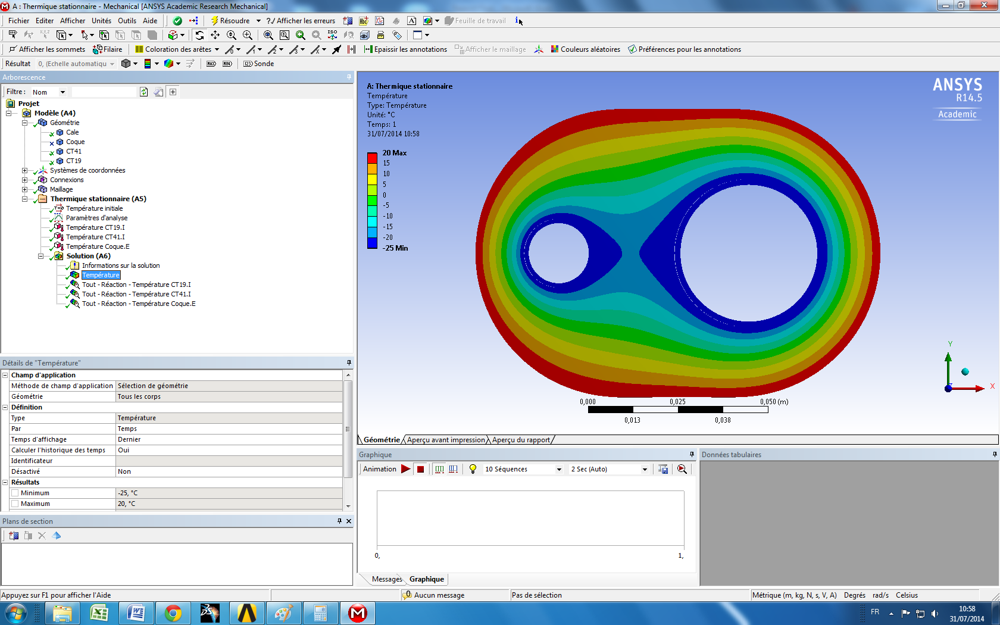 A : Thermique stationnaire - Mechanical [ANSYS Academic Research Mechanical]
Fichier Editer Afficher Unités Outils Aide Résoudre ?✓ Afficher les erreurs Feuille de travail
Afficher les sommets Filaire Coloration des arêtes Epaissir les annotations Afficher le maillage Couleurs aléatoires Préférences pour les annotations
Résultat 0, (Echelle automatiqu MAX MIN Sonde
Arborescence
Filtre : Nom
Projet
Modèle (A4)
Géométrie
Cale
Coque
CT41
CT19
Systèmes de coordonnées
Connexions
Maillage
Thermique stationnaire (A5)
Température initiale
Paramètres d'analyse
Température CT19.I
Température CT41.I
Température Coque.E
Solution (A6)
Informations sur la solution
Température
Tout - Réaction - Température CT19.I
Tout - Réaction - Température CT41.I
Tout - Réaction - Température Coque.E
Détails de "Température"
Champ d'application
Méthode de champ d'application Sélection de géométrie
Géométrie Tous les corps
Définition
Type Température
Par Temps
Temps d'affichage Dernier
Calculer l'historique des temps Oui
Identificateur
Désactivé Non
Résultats
Minimum -25, °C
Maximum 20, °C
Plans de section
A: Thermique stationnaire
Température
Type: Température
Unité: °C
Temps: 1
31/07/2014 10:58
20 Max
15
10
5
0
-5
-10
-15
-20
-25 Min
ANSYS
R14.5
Academic
Y
X
0,000 0,025 0,050 (m)
0,013 0,038
Géométrie Aperçu avant impression Aperçu du rapport
Graphique
Animation 10 Séquences 2 Sec (Auto)
0, 1,
Messages Graphique
Données tabulaires
Appuyez sur F1 pour afficher l'Aide
0 Aucun message
Pas de sélection
Métrique (m, kg, N, s, V, A) Degrés rad/s Celsius
FR
10:58
31/07/2014